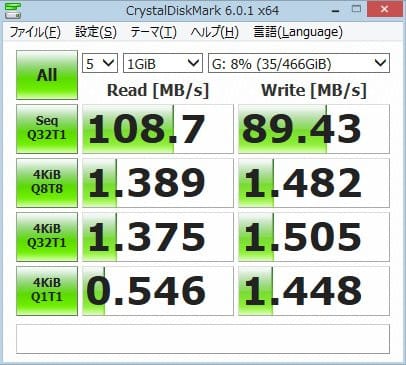 CrystalDiskMark 6.0.1 x64
ファイル(F) 設定(S) テーマ(T) ヘルプ(H) 言語(Language)
All 5 1GiB G: 8% (35/466GiB)
Read [MB/s] Write [MB/s]
Seq
Q32T1 108.7 89.43
4KiB
Q8T8 1.389 1.482
4KiB
Q32T1 1.375 1.505
4KiB
Q1T1 0.546 1.448